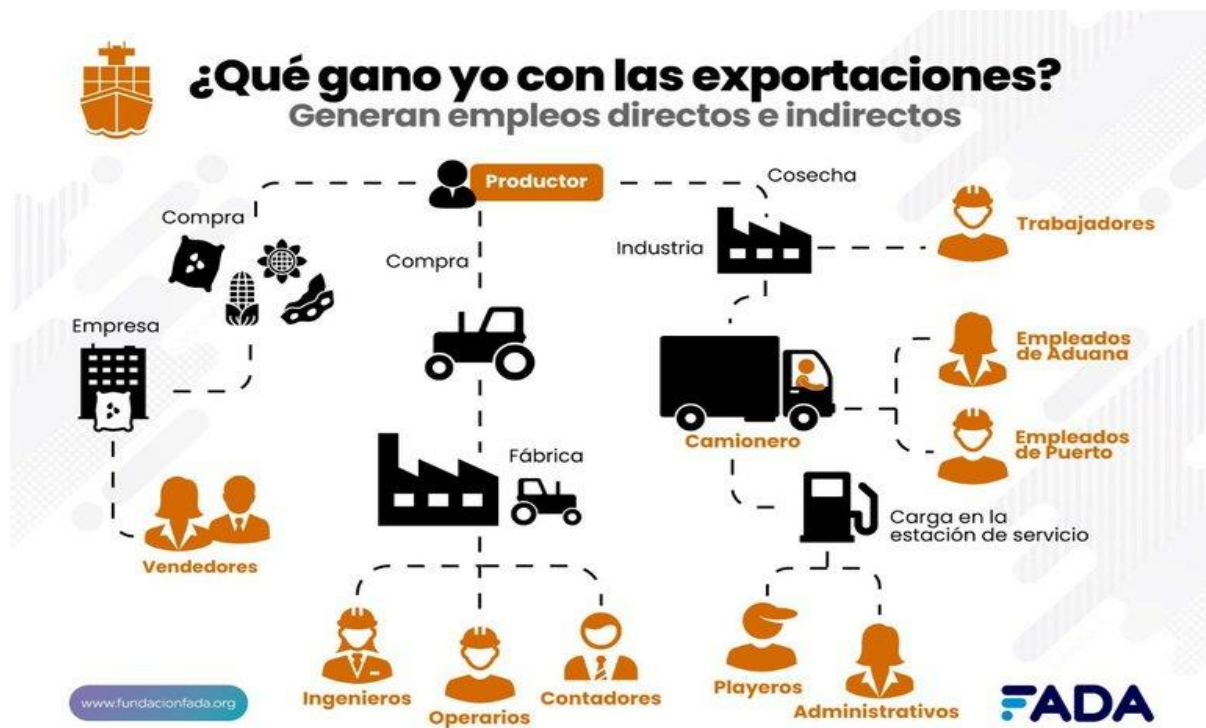 ¿Qué gano yo con las exportaciones?
Generan empleos directos e indirectos
Productor
Compra
Empresa
Vendedores
Compra
Fábrica
Ingenieros
Operarios
Contadores
Cosecha
Industria
Trabajadores
Camionero
Empleados
de Aduana
Empleados
de Puerto
Carga en la
estación de servicio
Playeros
Administrativos
www.fundacionfada.org
FADA